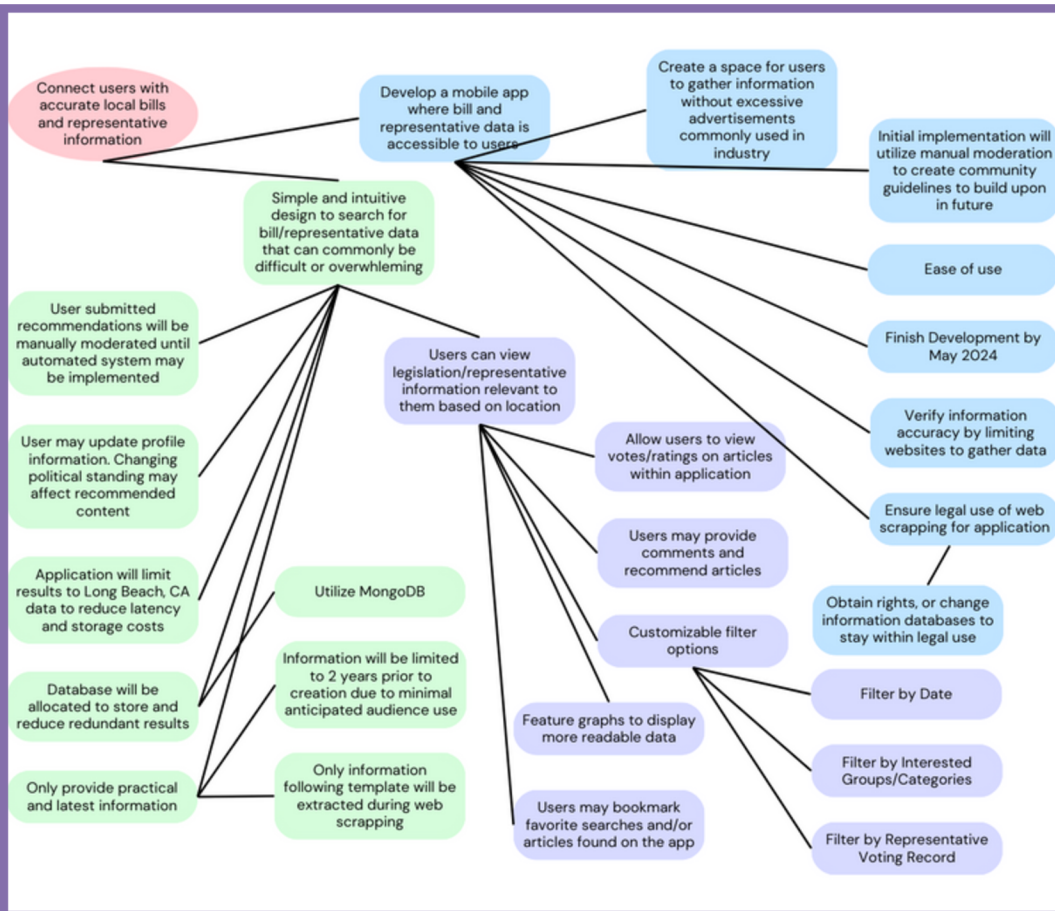 Connect users with
accurate local bills
and representative
information
Develop a mobile app
where bill and
representative data is
accessible to users
Create a space for users
to gather information
without excessive
advertisements
commonly used in
industry
Initial implementation will
utilize manual moderation
to create community
guidelines to build upon
in future
Simple and intuitive
design to search for
bill/representative data
that can commonly be
difficult or overwhleming
Ease of use
User submitted
recommendations will be
manually moderated until
automated system may
be implemented
Finish Development by
May 2024
Users can view
legislation/representative
information relevant to
them based on location
Verify information
accuracy by limiting
websites to gather data
Allow users to view
votes/ratings on articles
within application
User may update profile
information. Changing
political standing may
affect recommended
content
Ensure legal use of web
scrapping for application
Users may provide
comments and
recommend articles
Application will limit
results to Long Beach, CA
data to reduce latency
and storage costs
Utilize MongoDB
Obtain rights, or change
information databases to
stay within legal use
Customizable filter
options
Information will be limited
to 2 years prior to
creation due to minimal
anticipated audience use
Database will be
allocated to store and
reduce redundant results
Filter by Date
Feature graphs to display
more readable data
Filter by Interested
Groups/Categories
Only provide practical
and latest information
Only information
following template will be
extracted during web
scrapping
Users may bookmark
favorite searches and/or
articles found on the app
Filter by Representative
Voting Record